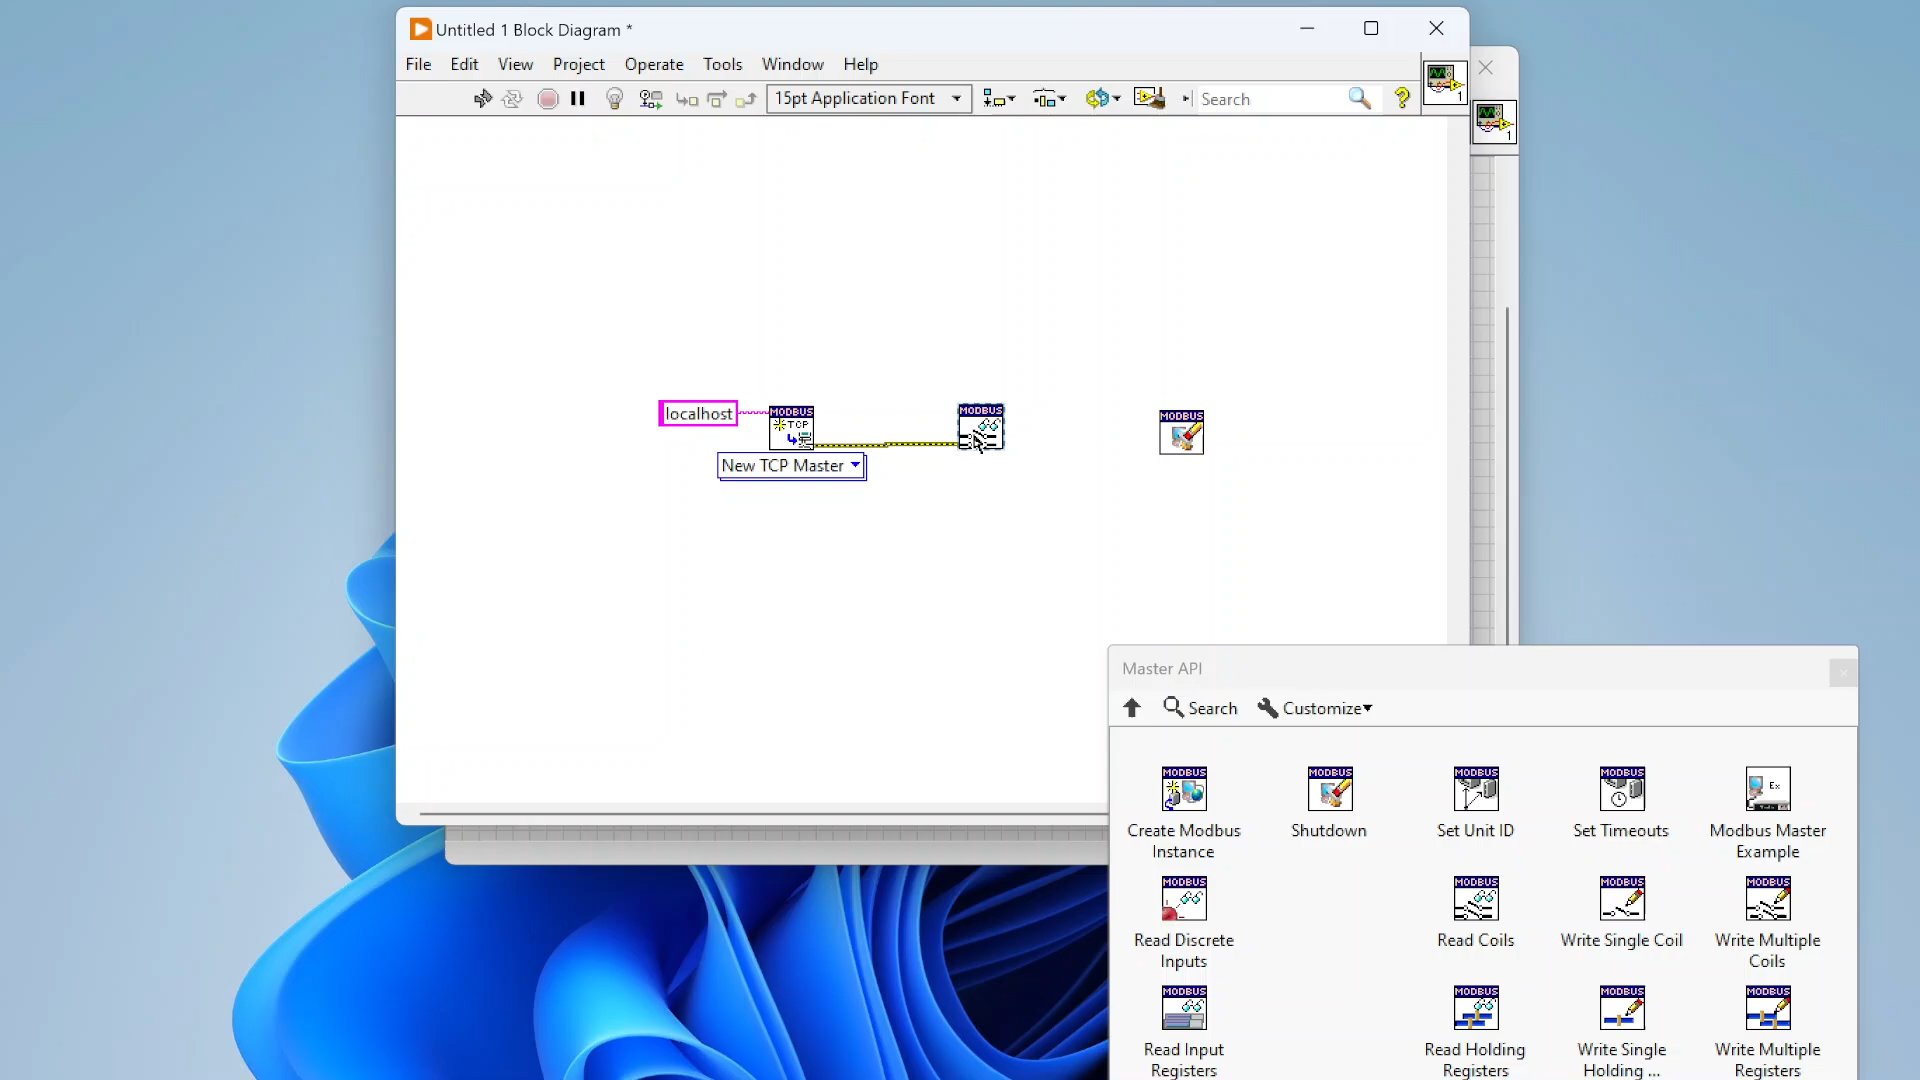 Untitled 1 Block Diagram *
File Edit View Project Operate Tools Window Help
15pt Application Font
Search
1
1
localhost
MODBUS
TCP
New TCP Master
MODBUS
MODBUS
Master API
Search Customize
MODBUS MODBUS MODBUS MODBUS Ex
Create Modbus Instance
Shutdown
Set Unit ID
Set Timeouts
Modbus Master Example
MODBUS MODBUS MODBUS MODBUS
Read Discrete Inputs
Read Coils
Write Single Coil
Write Multiple Coils
MODBUS MODBUS MODBUS MODBUS
Read Input Registers
Read Holding Registers
Write Single Holding ...
Write Multiple Registers